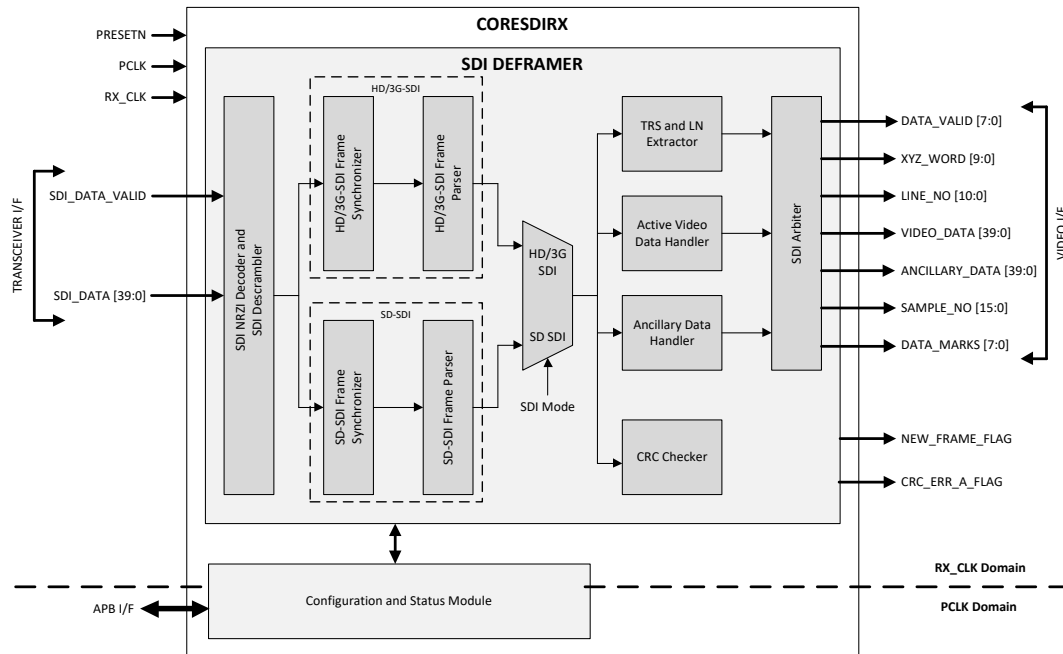 CORESDIRX
PRESETN
PCLK
RX_CLK
SDI DEFRAMER
HD/3G-SDI
TRANSCEIVER I/F
SDI_DATA_VALID
SDI_DATA [39:0]
SDI NRZI Decoder and
SDI Descrambler
HD/3G-SDI Frame
Synchronizer
HD/3G-SDI Frame
Parser
SD-SDI
SD-SDI Frame
Synchronizer
SD-SDI Frame Parser
HD/3G
SDI
SD SDI
SDI Mode
TRS and LN
Extractor
Active Video
Data Handler
Ancillary Data
Handler
CRC Checker
SDI Arbiter
DATA_VALID [7:0]
XYZ_WORD [9:0]
LINE_NO [10:0]
VIDEO_DATA [39:0]
ANCILLARY_DATA [39:0]
SAMPLE_NO [15:0]
DATA_MARKS [7:0]
VIDEO I/F
NEW_FRAME_FLAG
CRC_ERR_A_FLAG
RX_CLK Domain
PCLK Domain
APB I/F
Configuration and Status Module